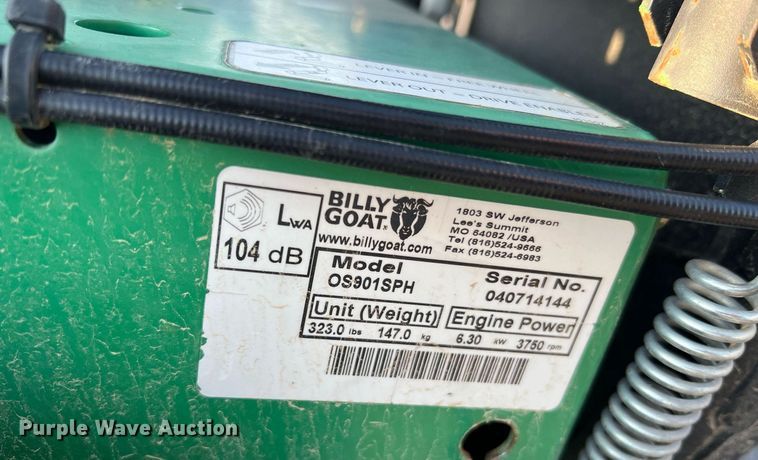 LEVER OUT - DRIVE ENABLED
LWA
104 dB
BILLY
GOAT
www.billygoat.com
1803 SW Jefferson
Lee's Summit
MO 64082 /USA
Tel (816)524-9666
Fax (816)524-6983
Model
OS901SPH
Serial No.
040714144
Unit (Weight)
323.0 lbs 147.0 kg
Engine Power
6.30 kW 3750 rpm
Purple Wave Auction